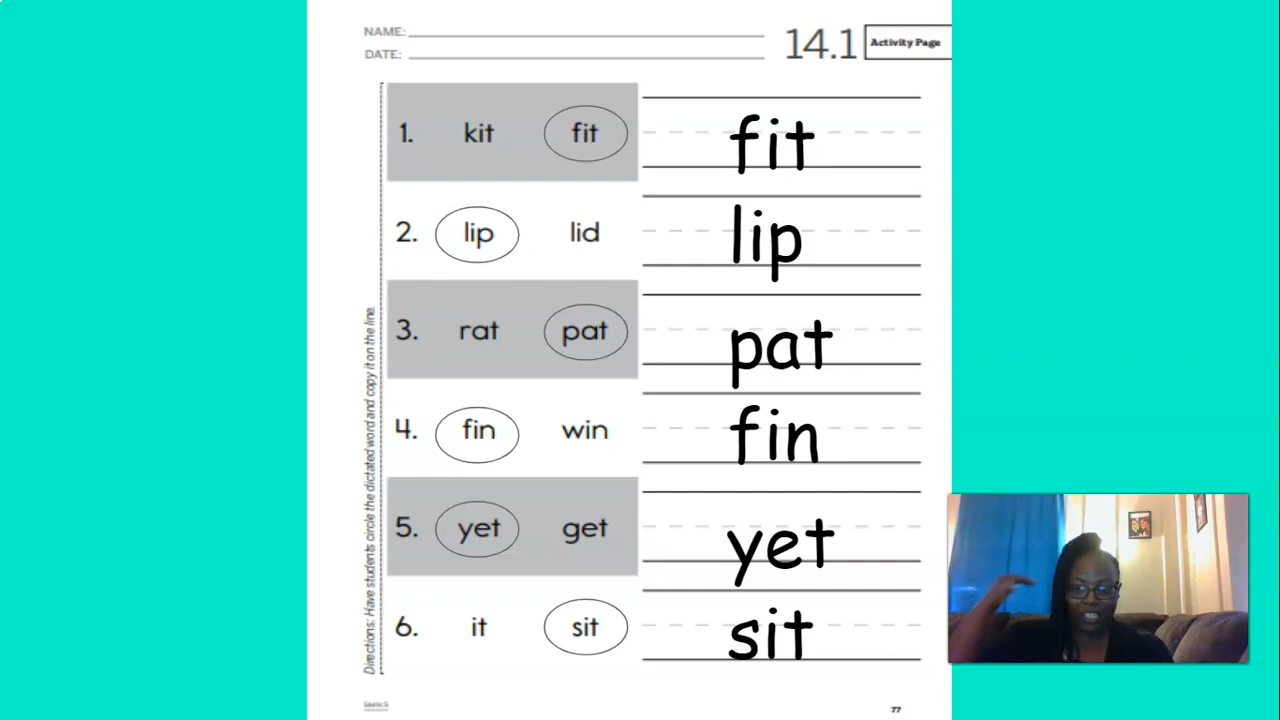 NAME:
DATE:
14.1 Activity Page
Directions: Have students circle the dictated word and copy it on the line.
1. kit fit fit
2. lip lid lip
3. rat pat pat
4. fin win fin
5. yet get yet
6. it sit sit
Skills 5
77